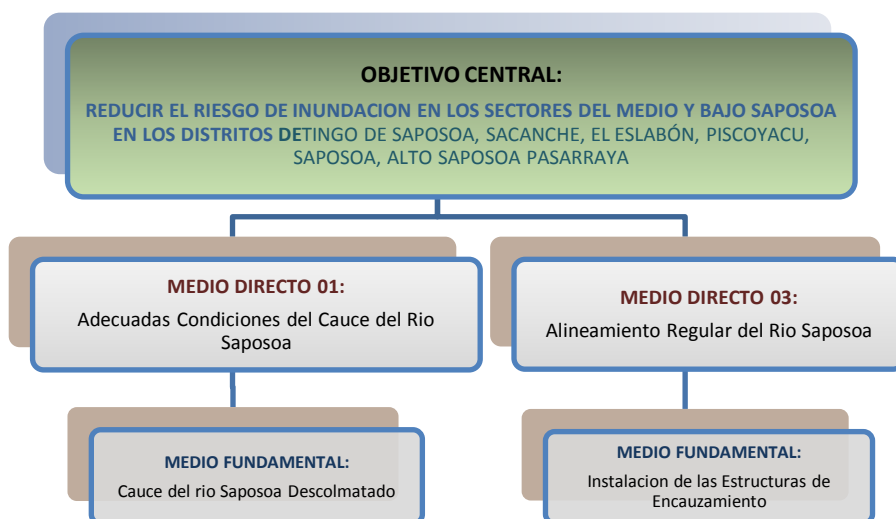 OBJETIVO CENTRAL:
REDUCIR EL RIESGO DE INUNDACION EN LOS SECTORES DEL MEDIO Y BAJO SAPOSOA
EN LOS DISTRITOS DETINGO DE SAPOSOA, SACANCHE, EL ESLABÓN, PISCOYACU,
SAPOSOA, ALTO SAPOSOA PASARRAYA
MEDIO DIRECTO 01:
Adecuadas Condiciones del Cauce del Rio
Saposoa
MEDIO DIRECTO 03:
Alineamiento Regular del Rio Saposoa
MEDIO FUNDAMENTAL:
Cauce del rio Saposoa Descolmatado
MEDIO FUNDAMENTAL:
Instalacion de las Estructuras de
Encauzamiento